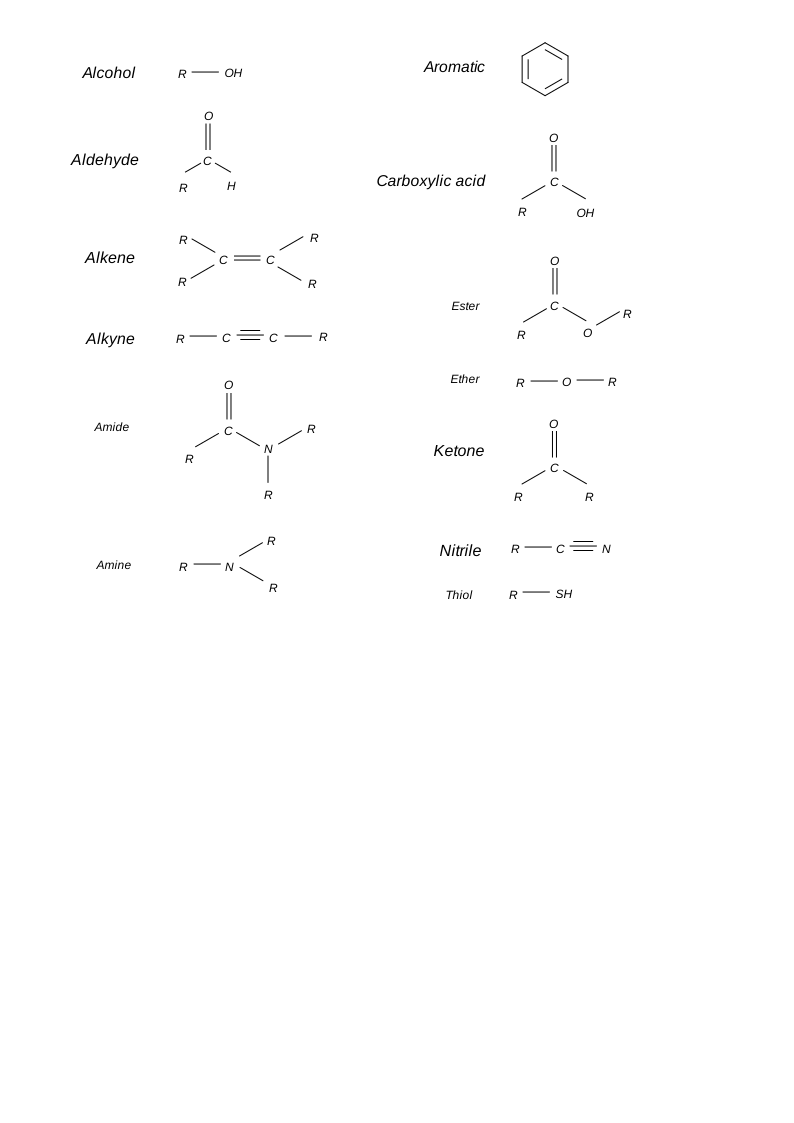 Alcohol R OH
O
Aldehyde C
R H
R R
Alkene C C
R R
Alkyne R C C R
O
C R
Amide N
R
R
R
Amine R N
R
Aromatic
O
Carboxylic acid C
R OH
O
Ester C R
R O
Ether R O R
O
Ketone C
R R
Nitrile R C N
Thiol R SH